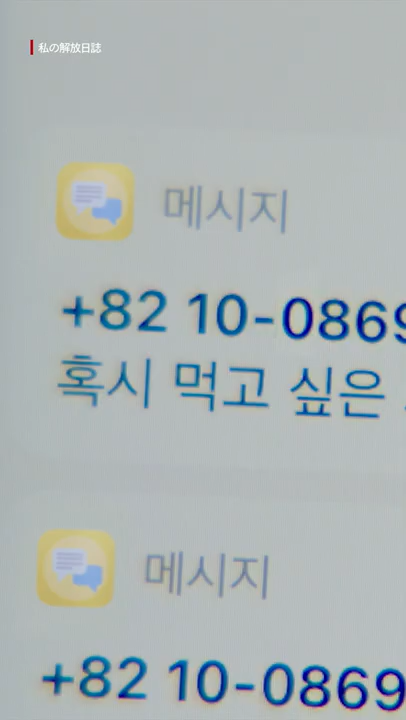 私の解放日誌
메시지
+82 10-0869
혹시 먹고 싶은
메시지
+82 10-0869